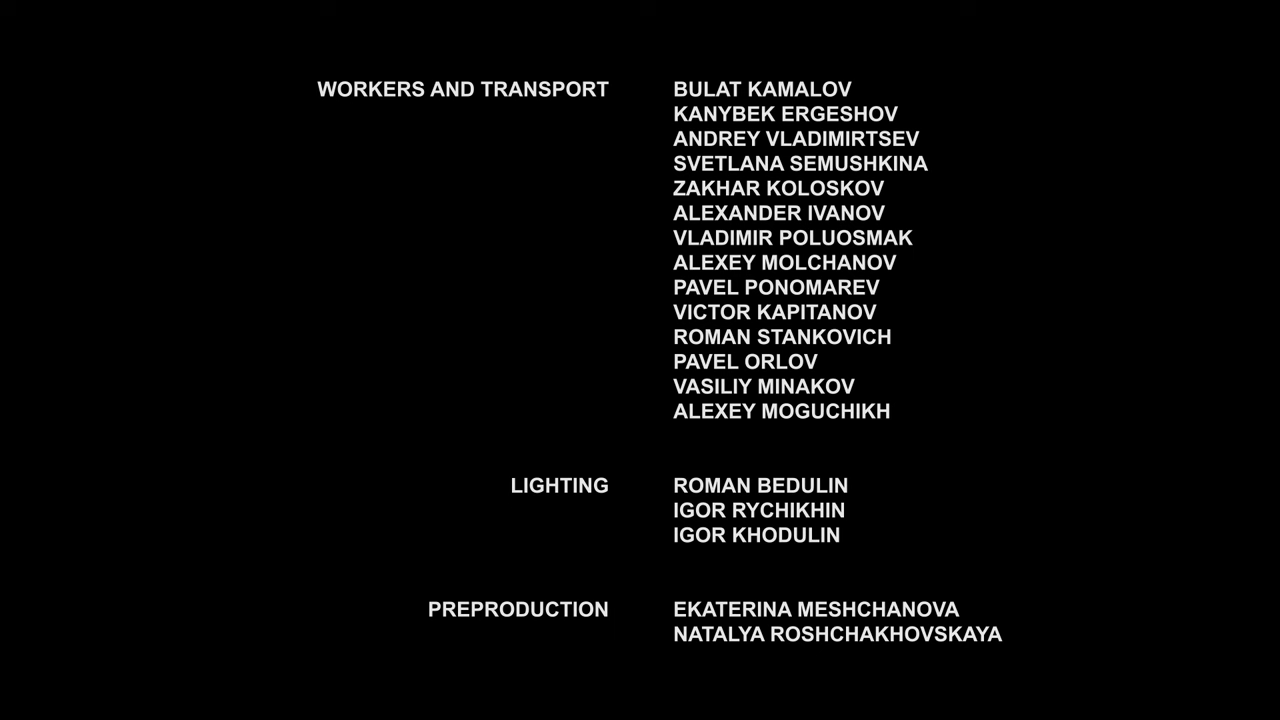 WORKERS AND TRANSPORT BULAT KAMALOV
KANYBEK ERGESHOV
ANDREY VLADIMIRTSEV
SVETLANA SEMUSHKINA
ZAKHAR KOLOSKOV
ALEXANDER IVANOV
VLADIMIR POLUOSMAK
ALEXEY MOLCHANOV
PAVEL PONOMAREV
VICTOR KAPITANOV
ROMAN STANKOVICH
PAVEL ORLOV
VASILIY MINAKOV
ALEXEY MOGUCHIKH
LIGHTING ROMAN BEDULIN
IGOR RYCHIKHIN
IGOR KHODULIN
PREPRODUCTION EKATERINA MESHCHANOVA
NATALYA ROSHCHAKHOVSKAYA